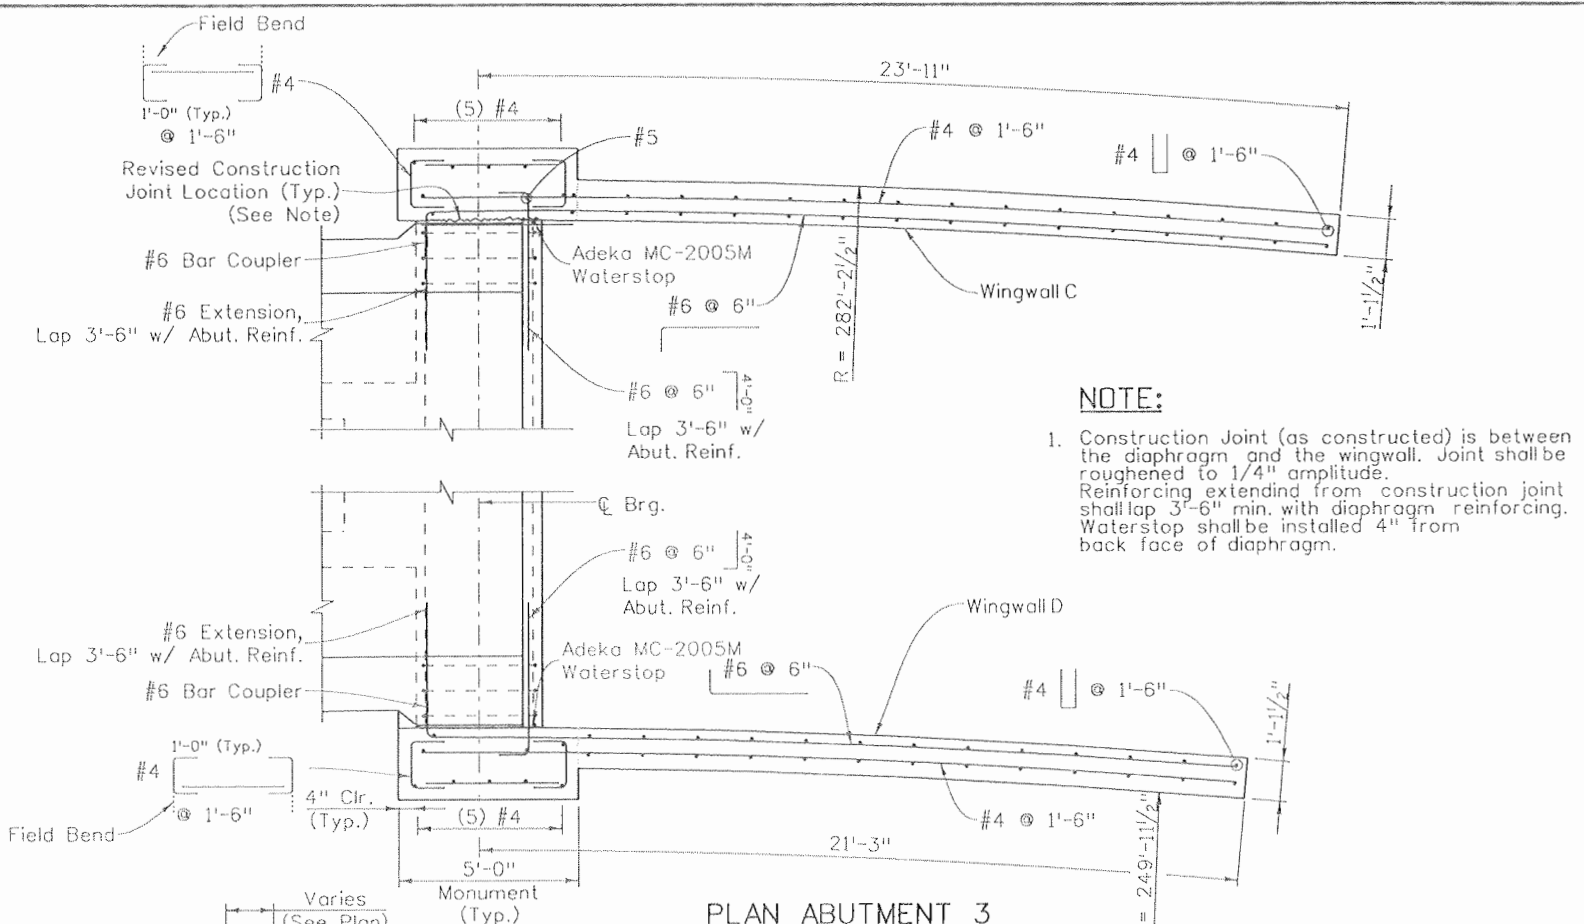 Field Bend
#4
1'-0" (Typ.)
@ 1'-6"
(5) #4
23'-11"
#5
#4 @ 1'-6"
#4 @ 1'-6"
Revised Construction
Joint Location (Typ.)
(See Note)
#6 Bar Coupler
#6 Extension,
Lap 3'-6" w/ Abut. Reinf.
Adeka MC-2005M
Waterstop
#6 @ 6"
R = 282'-2½"
Wingwall C
1'-1½"
#6 @ 6"
4'-0"
Lap 3'-6" w/
Abut. Reinf.
NOTE:
1. Construction Joint (as constructed) is between
the diaphragm and the wingwall. Joint shall be
roughened to 1/4" amplitude.
Reinforcing extendind from construction joint
shall lap 3'-6" min. with diaphragm reinforcing.
Waterstop shall be installed 4" from
back face of diaphragm.
℄ Brg.
#6 @ 6"
4'-0"
Lap 3'-6" w/
Abut. Reinf.
#6 Extension,
Lap 3'-6" w/ Abut. Reinf.
#6 Bar Coupler
Adeka MC-2005M
Waterstop
#6 @ 6"
Wingwall D
#4 @ 1'-6"
1'-1½"
1'-0" (Typ.)
#4
@ 1'-6"
Field Bend
4" Clr.
(Typ.)
(5) #4
#4 @ 1'-6"
21'-3"
= 249'-11½"
5'-0"
Monument
(Typ.)
Varies
(See Plan)
PLAN ABUTMENT 3